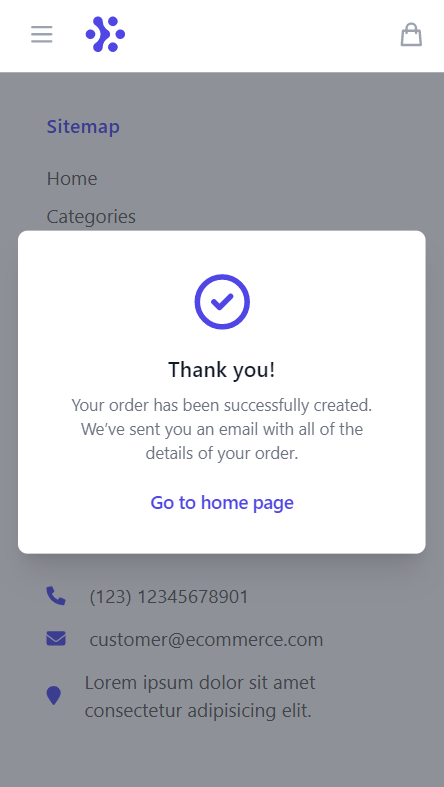 Sitemap
Home
Categories
Thank you!
Your order has been successfully created.
We've sent you an email with all of the
details of your order.
Go to home page
(123) 12345678901
customer@ecommerce.com
Lorem ipsum dolor sit amet
consectetur adipisicing elit.